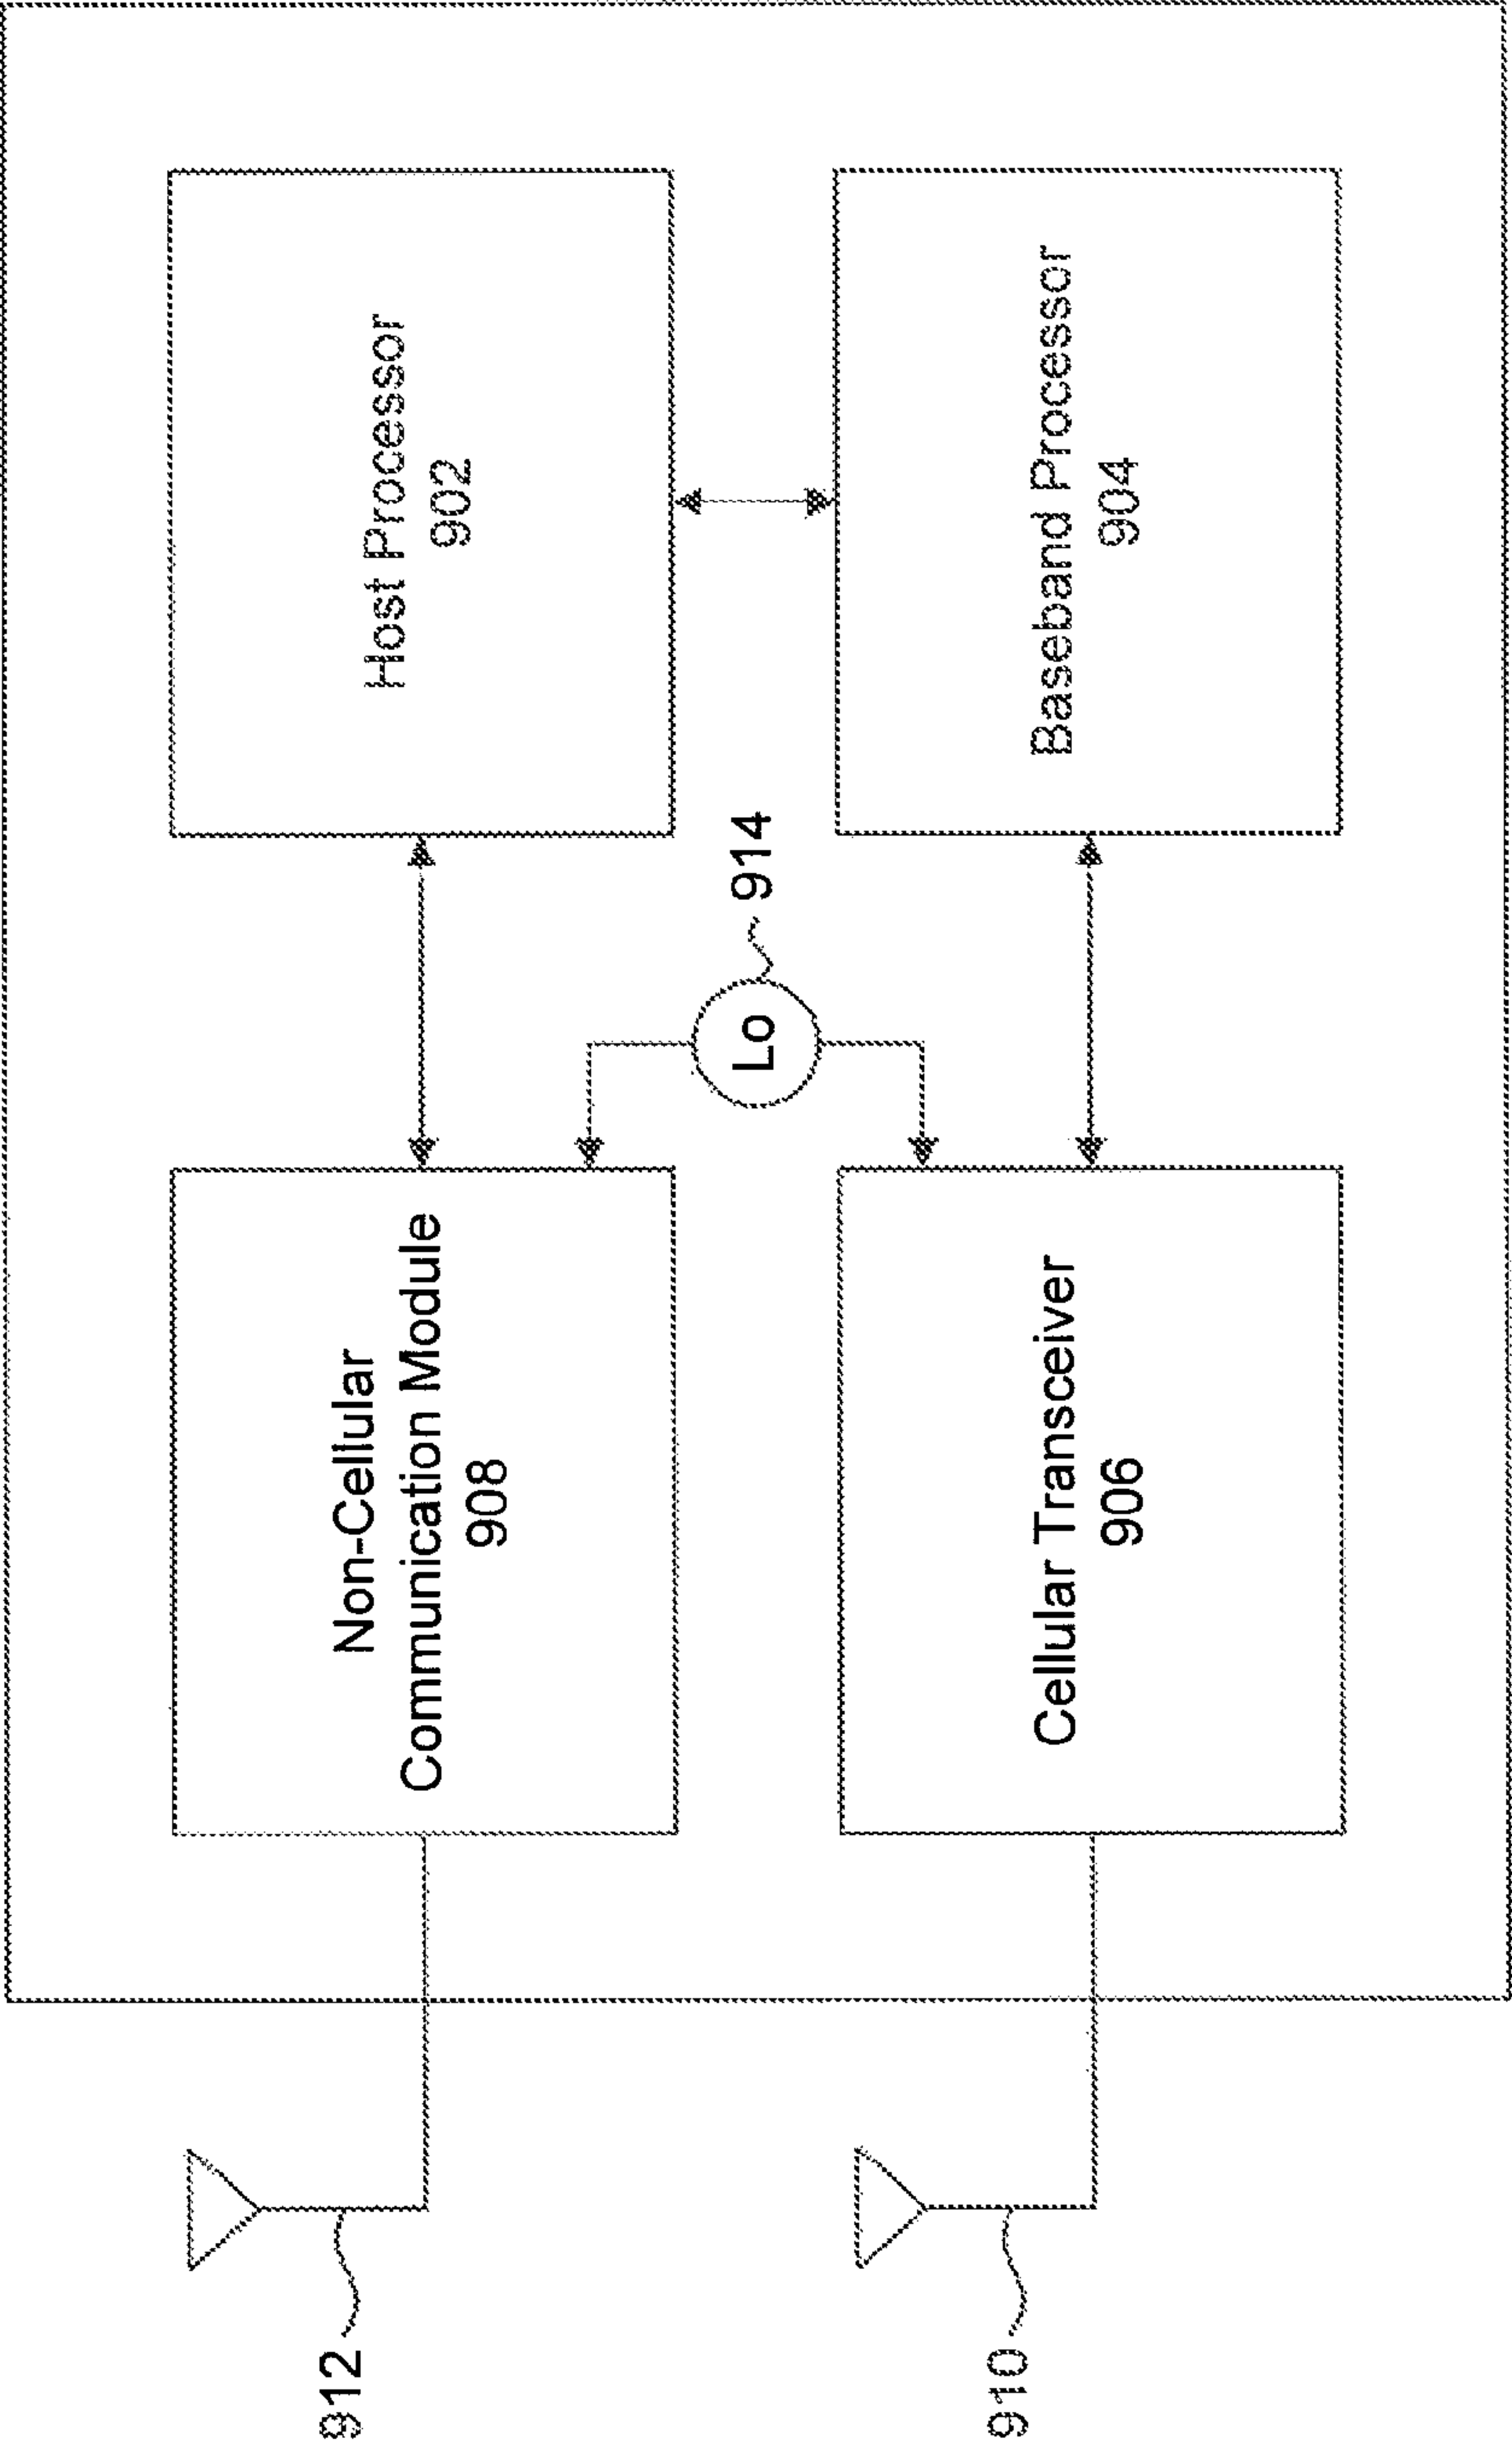 912
Non-Cellular
Communication Module
908
Host Processor
902
Lo
914
910
Cellular Transceiver
906
Baseband Processor
904